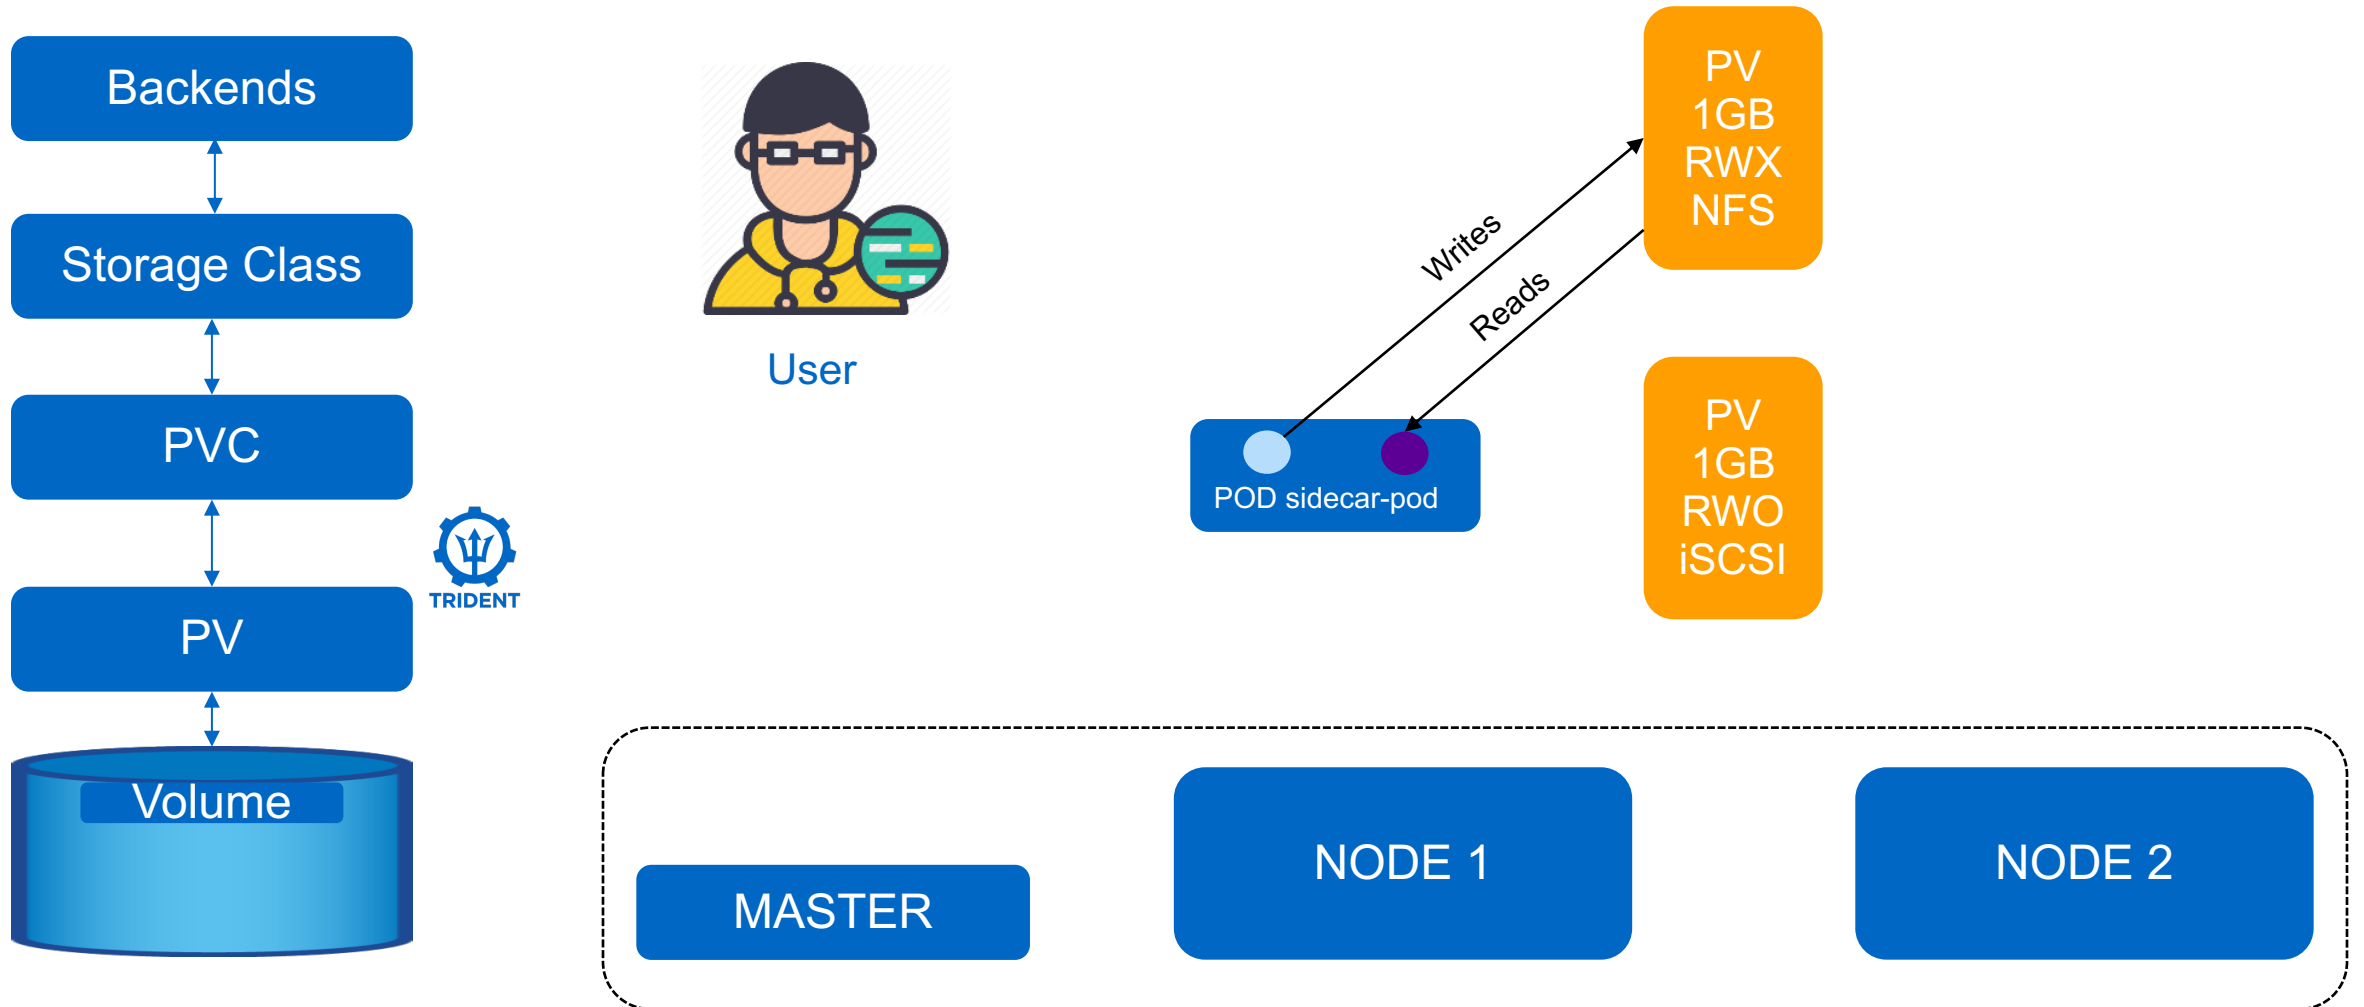 Backends
Storage Class
PVC
PV
Volume
TRIDENT
User
Writes
Reads
POD sidecar-pod
PV
1GB
RWX
NFS
PV
1GB
RWO
iSCSI
MASTER
NODE 1
NODE 2